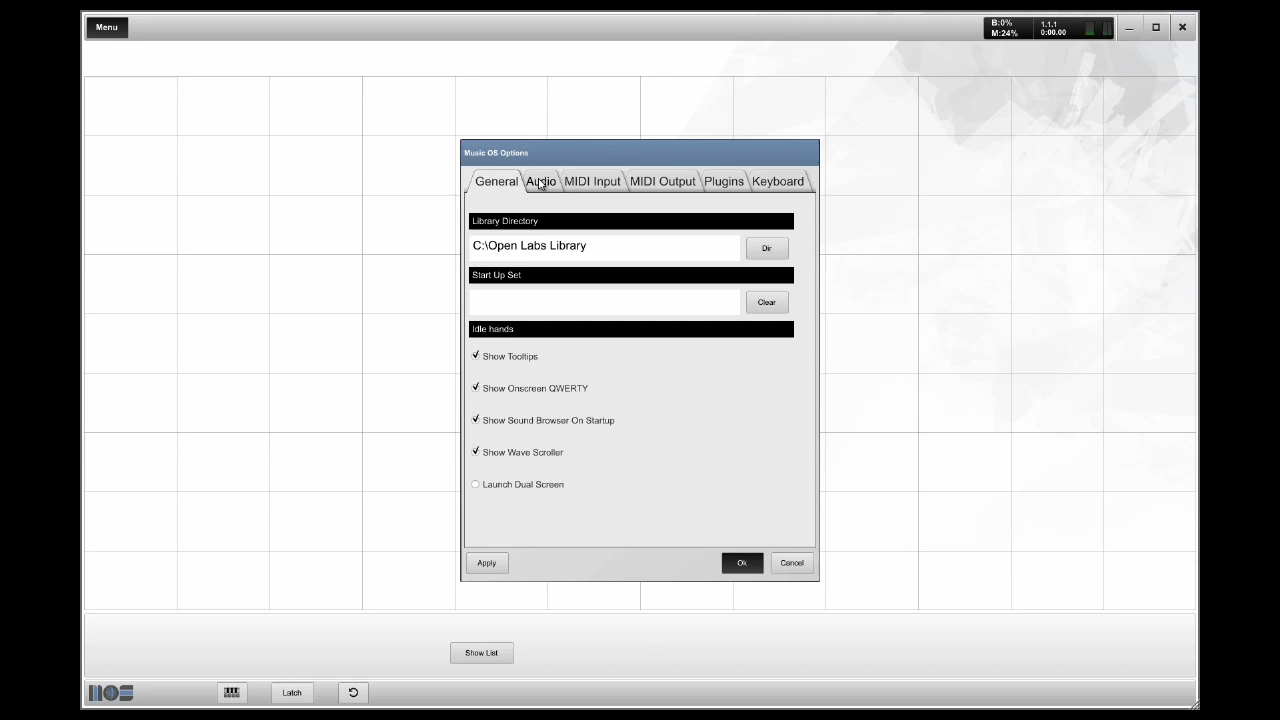 Menu
B:0%
M:24%
1.1.1
0:00.00
Music OS Options
General Audio MIDI Input MIDI Output Plugins Keyboard
Library Directory
C:\Open Labs Library
Dir
Start Up Set
Clear
Idle hands
Show Tooltips
Show Onscreen QWERTY
Show Sound Browser On Startup
Show Wave Scroller
Launch Dual Screen
Apply Ok Cancel
Show List
MOS
Latch